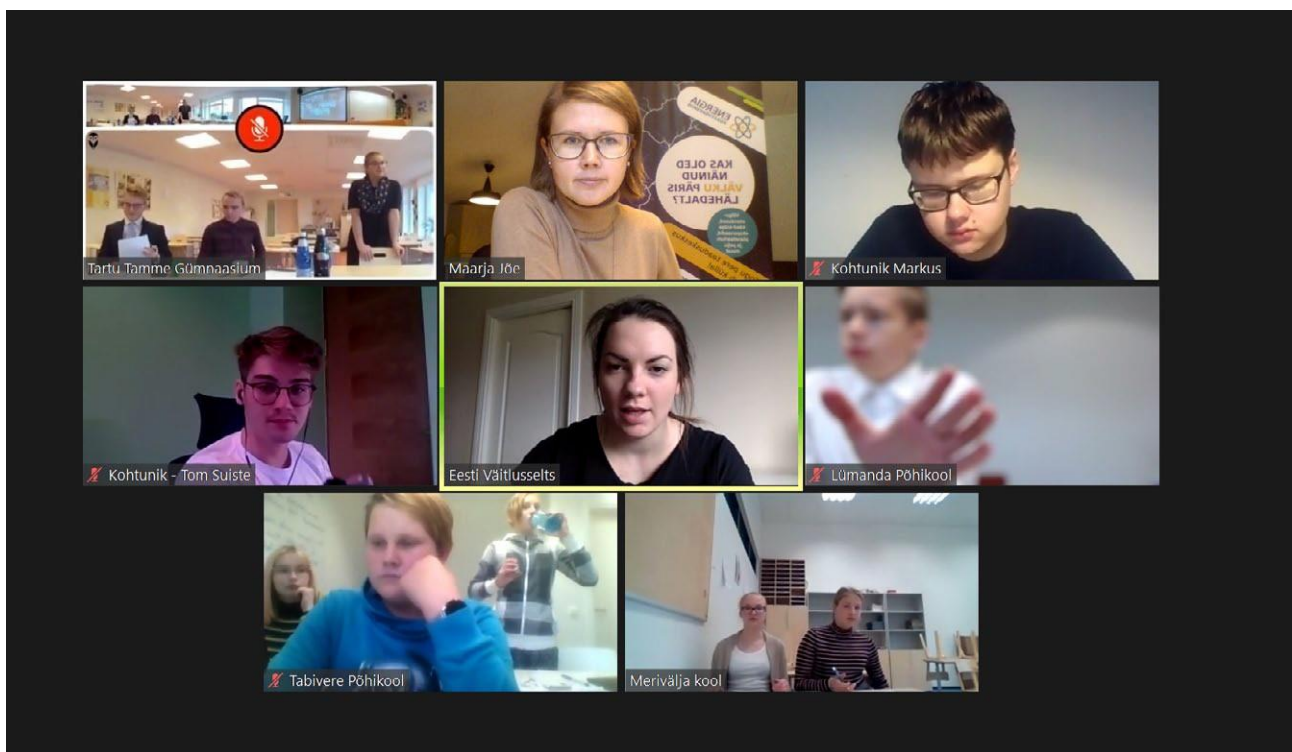 ENERGIA
KAS OLED
NÄINUD
VÄLKU PÄRIS
LÄHEDALT?
Tartu Tamme Gümnaasium
Maarja Jõe
Kohtunik Markus
Kohtunik - Tom Suiste
Eesti Väitlusselts
Lümanda Põhikool
Tabivere Põhikool
Merivälja kool